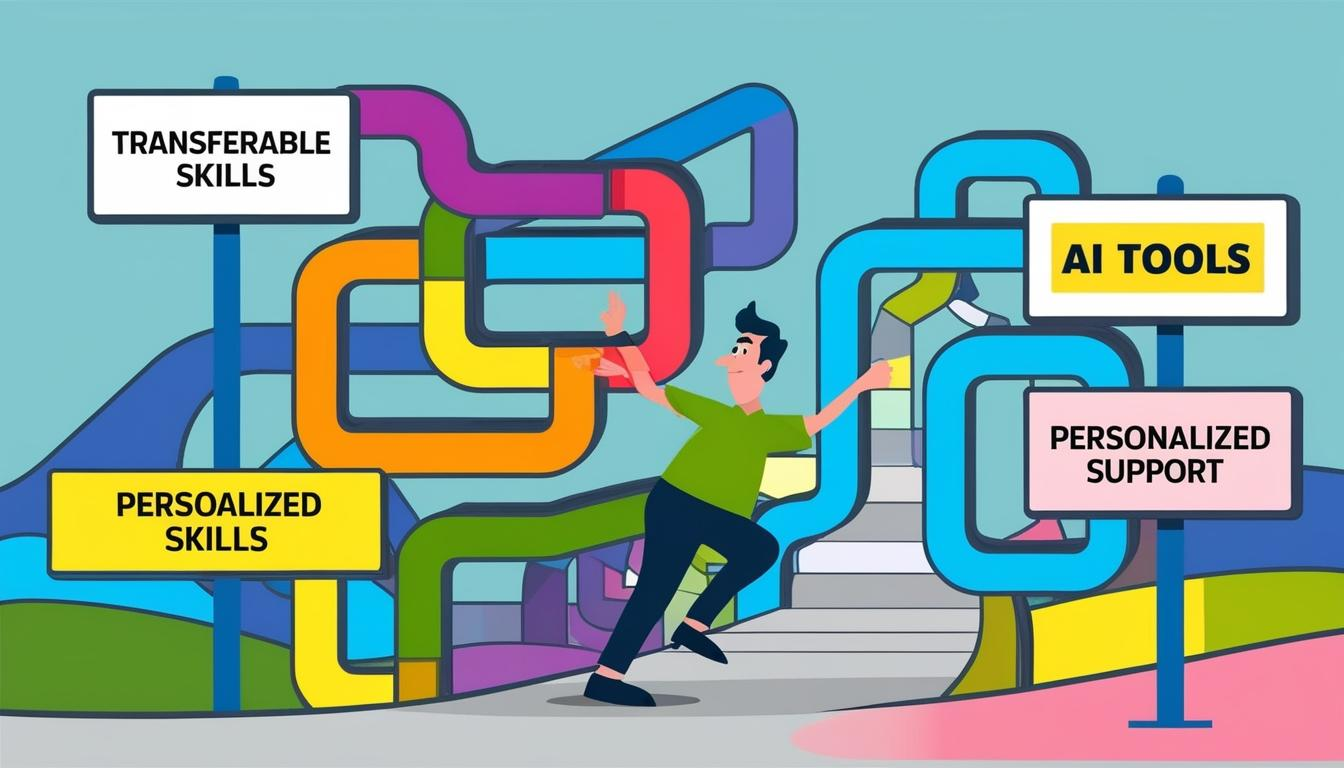 TRANSFERABLE
SKILLS
PERSOALIZED
SKILLS
AI TOOLS
PERSONALIZED
SUPPORT